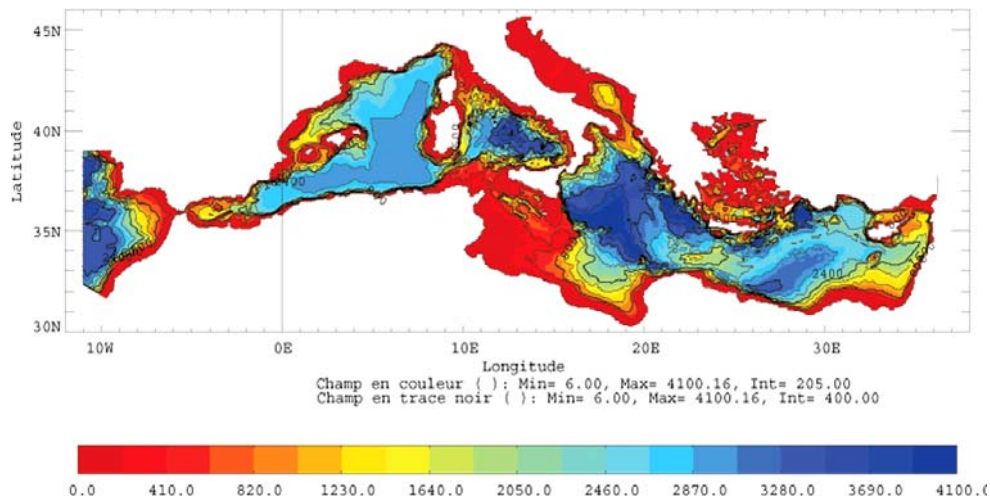 45N
40N
35N
30N
Latitude
10W 0E 10E 20E 30E
Longitude
2400
Champ en couleur ( ): Min= 6.00, Max= 4100.16, Int= 205.00
Champ en trace noir ( ): Min= 6.00, Max= 4100.16, Int= 400.00
0.0 410.0 820.0 1230.0 1640.0 2050.0 2460.0 2870.0 3280.0 3690.0 4100.0